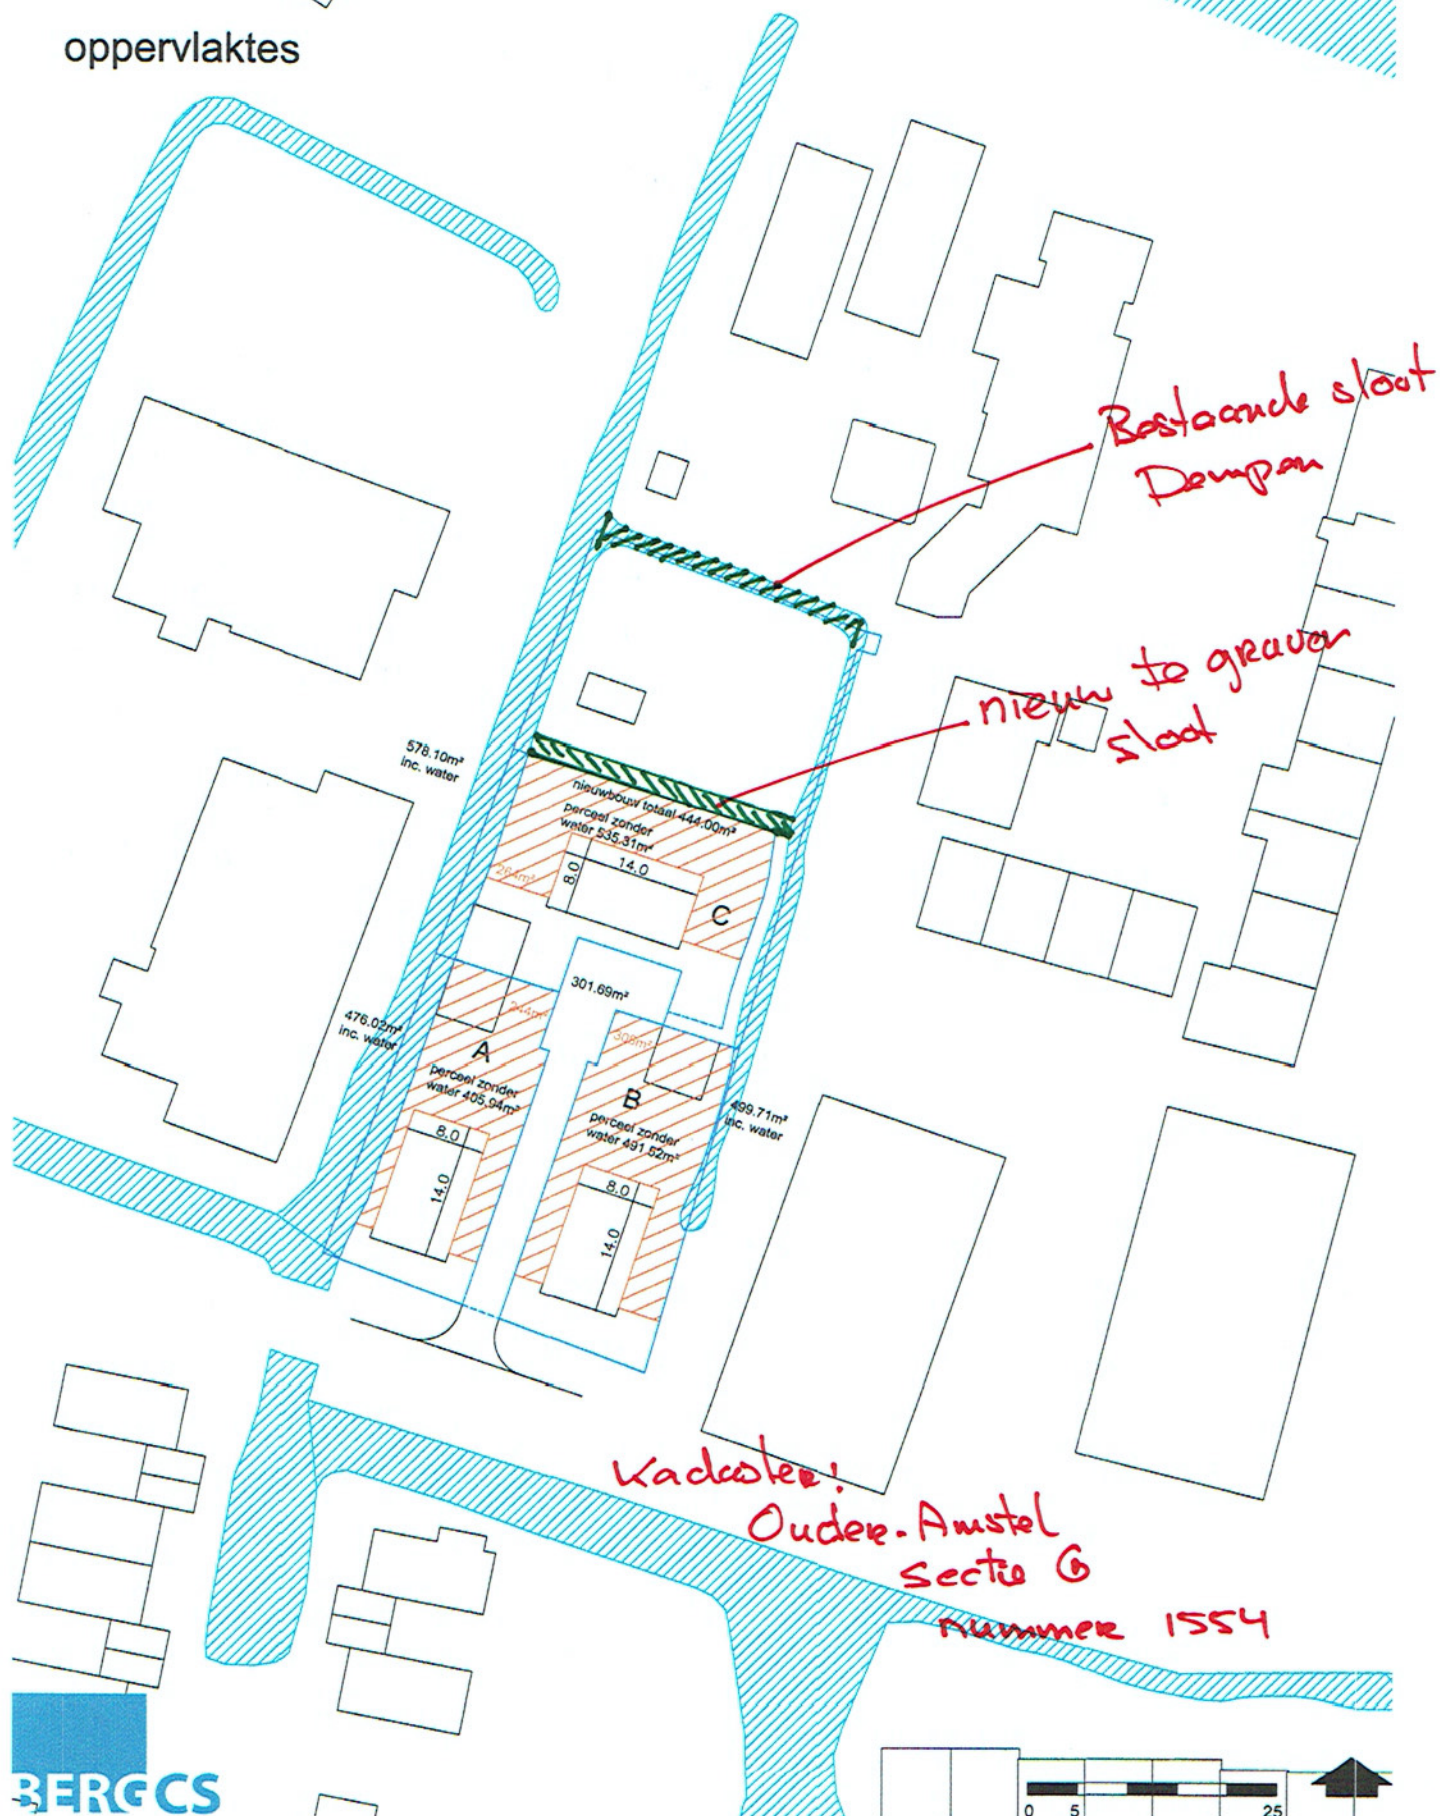 oppervlaktes
Bestaande sloot
Dempen
nieuw te graven
sloot
578.10m²
inc. water
nieuwbouw totaal 444.00m²
perceel zonder
water 535.31m²
264m²
8.0
14.0
C
301.69m²
476.02m²
inc. water
244m²
A
perceel zonder
water 405.94m²
308m²
B
perceel zonder
water 491.52m²
499.71m²
inc. water
8.0
14.0
8.0
14.0
Kadaster:
Ouder-Amstel
sectie G
nummer 1554
BERGCS
0 5 25